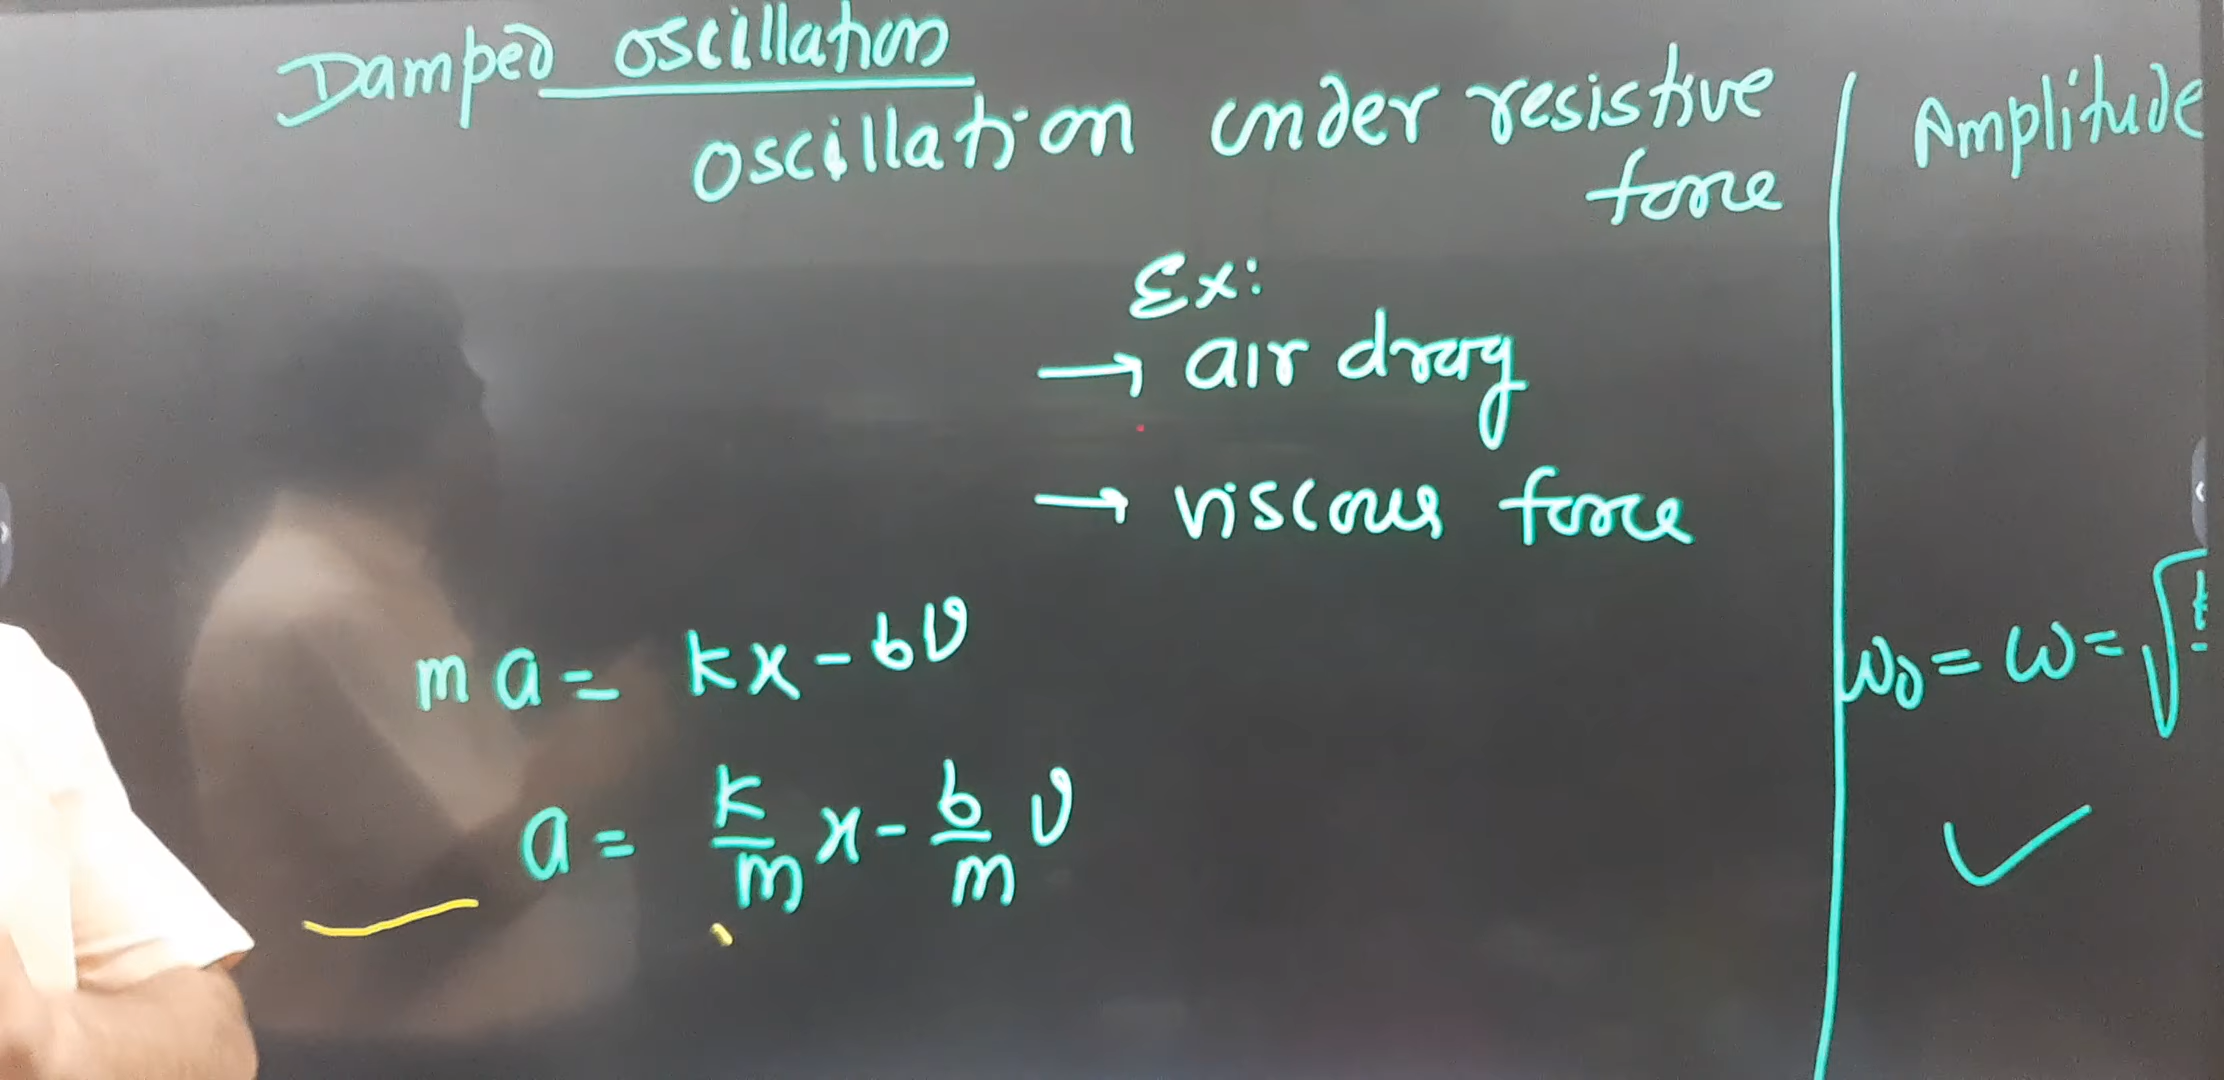 Damped oscillation
oscillation under resistive
force
Ex:
→ air drag
→ viscous force
ma = kx - bv
a = k/m x - b/m v
Amplitude
ω₀ = ω = √